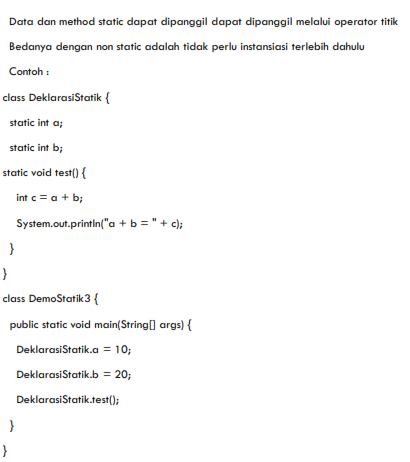 Data dan method static dapat dipanggil dapat dipanggil melalui operator titik
Bedanya dengan non static adalah tidak perlu instansiasi terlebih dahulu
Contoh :
class DeklarasiStatik {
static int a;
static int b;
static void test() {
int c = a + b;
System.out.println("a + b = " + c);
}
}
class DemoStatik3 {
public static void main(String[] args) {
DeklarasiStatik.a = 10;
DeklarasiStatik.b = 20;
DeklarasiStatik.test();
}
}